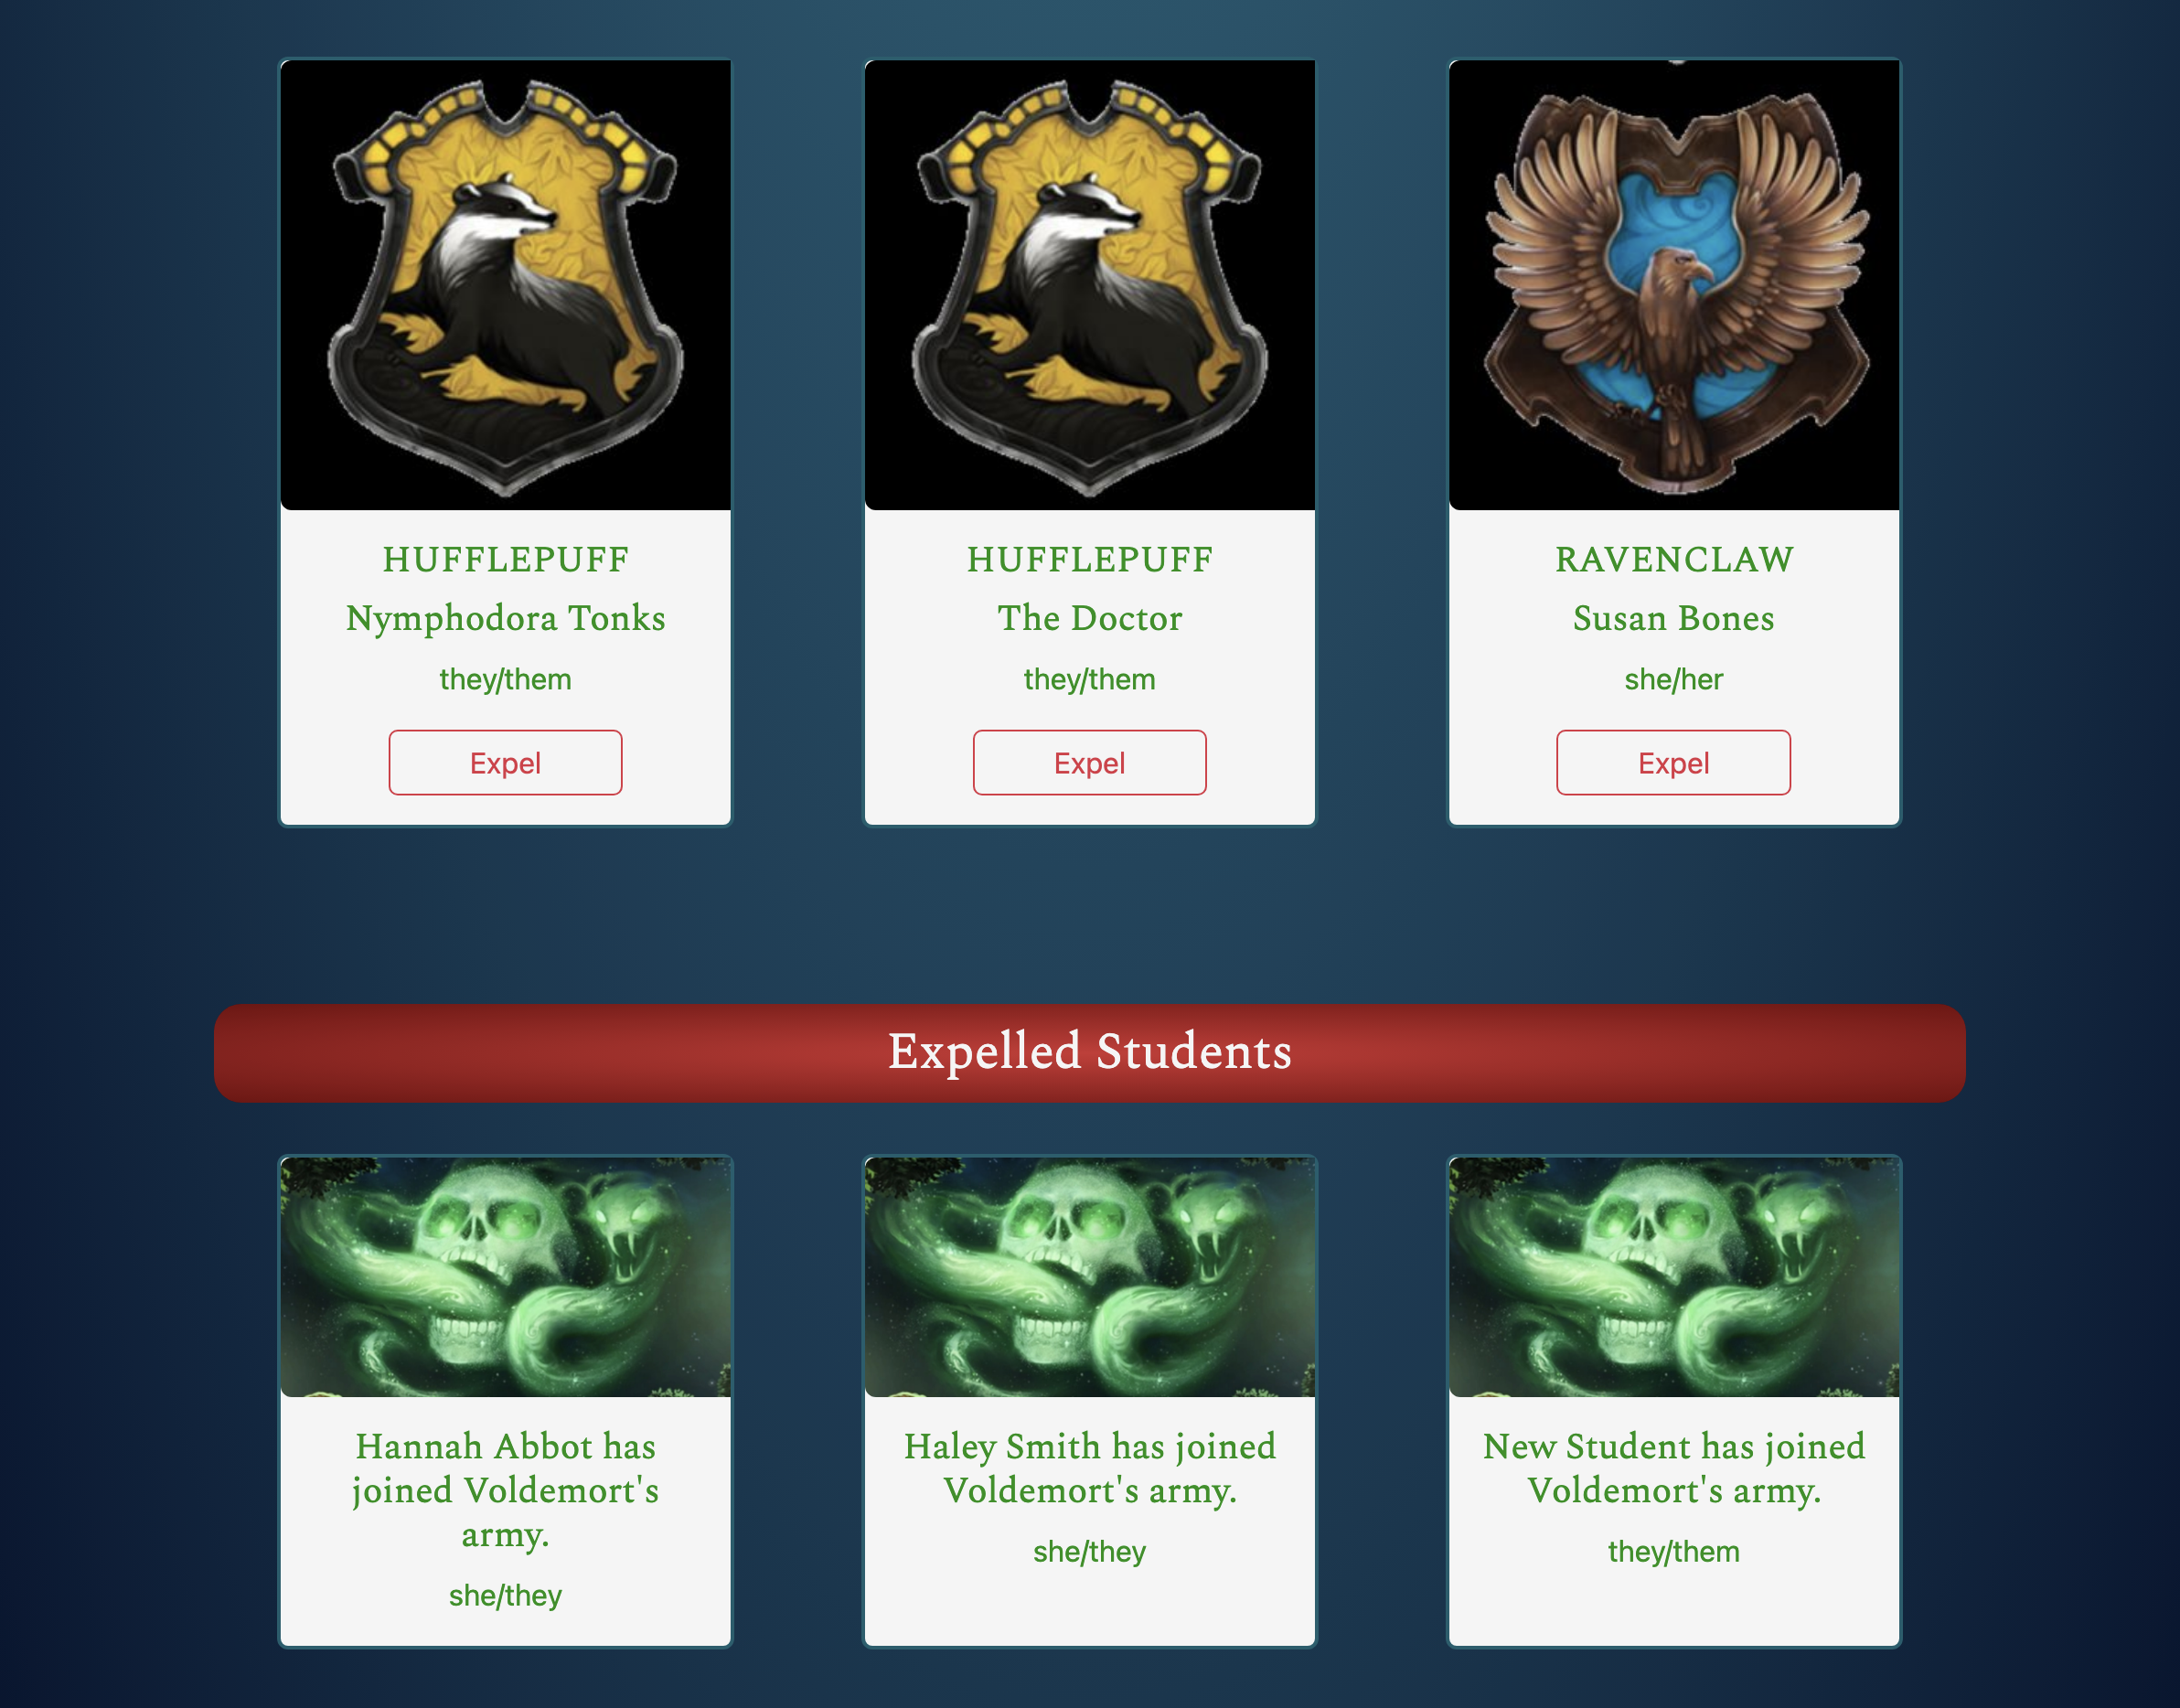 HUFFLEPUFF
Nymphodora Tonks
they/them
Expel
HUFFLEPUFF
The Doctor
they/them
Expel
RAVENCLAW
Susan Bones
she/her
Expel
Expelled Students
Hannah Abbot has
joined Voldemort's
army.
she/they
Haley Smith has joined
Voldemort's army.
she/they
New Student has joined
Voldemort's army.
they/them